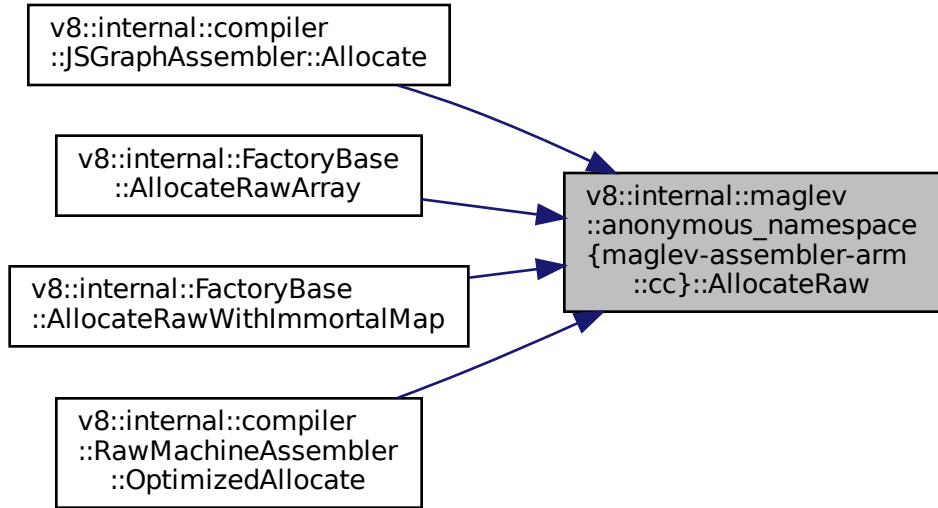 v8::internal::compiler
::JSGraphAssembler::Allocate
v8::internal::FactoryBase
::AllocateRawArray
v8::internal::FactoryBase
::AllocateRawWithImmortalMap
v8::internal::compiler
::RawMachineAssembler
::OptimizedAllocate
v8::internal::maglev
::anonymous_namespace
{maglev-assembler-arm
::cc}::AllocateRaw